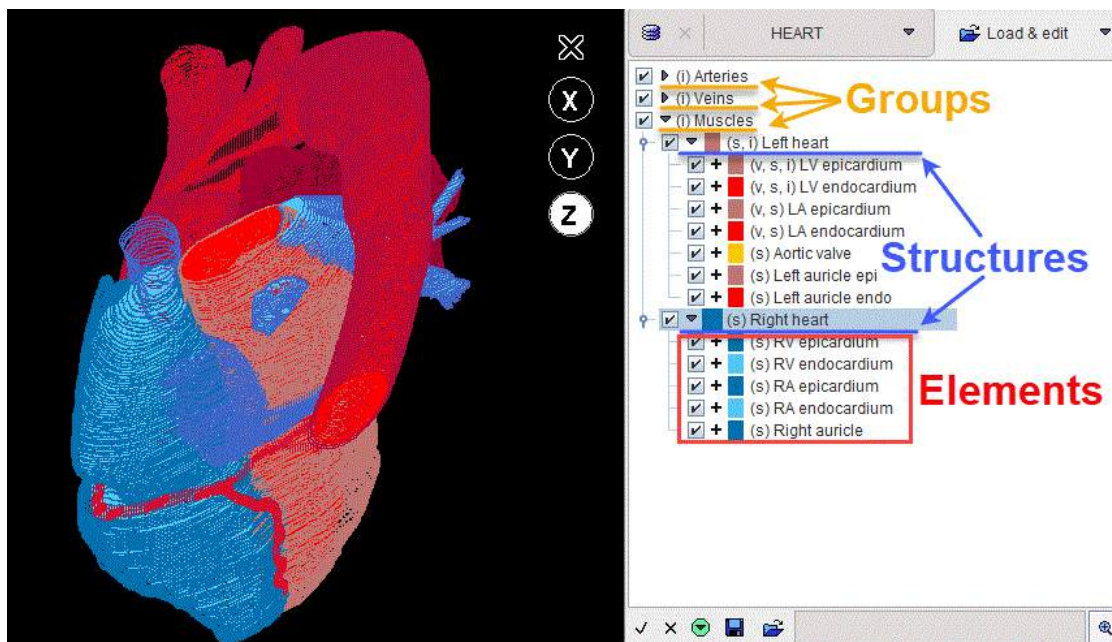 HEART
Load & edit
(i) Arteries
(i) Veins
Groups
(i) Muscles
(s, i) Left heart
(v, s, i) LV epicardium
(v, s, i) LV endocardium
(v, s) LA epicardium
(v, s) LA endocardium
(s) Aortic valve
Structures
(s) Left auricle epi
(s) Left auricle endo
(s) Right heart
(s) RV epicardium
(s) RV endocardium
(s) RA epicardium
Elements
(s) RA endocardium
(s) Right auricle
X
Y
Z